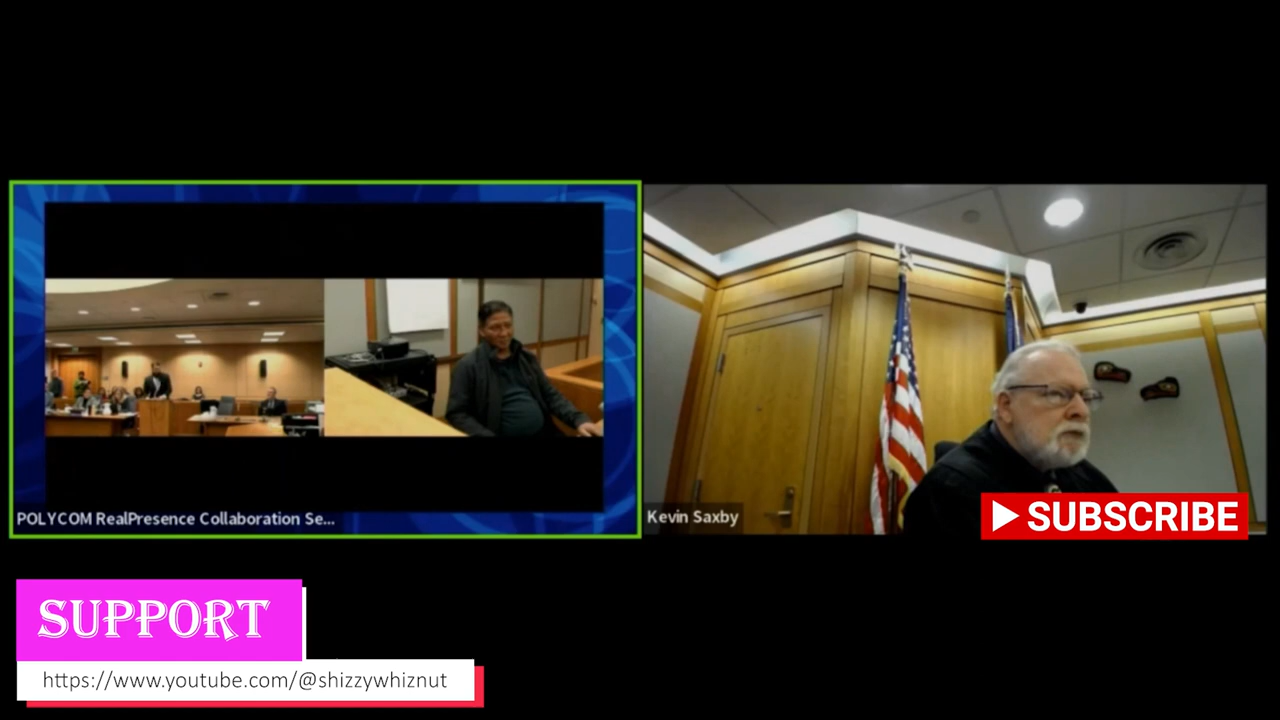 POLYCOM RealPresence Collaboration Se...
Kevin Saxby
SUBSCRIBE
SUPPORT
https://www.youtube.com/@shizzywhiznut